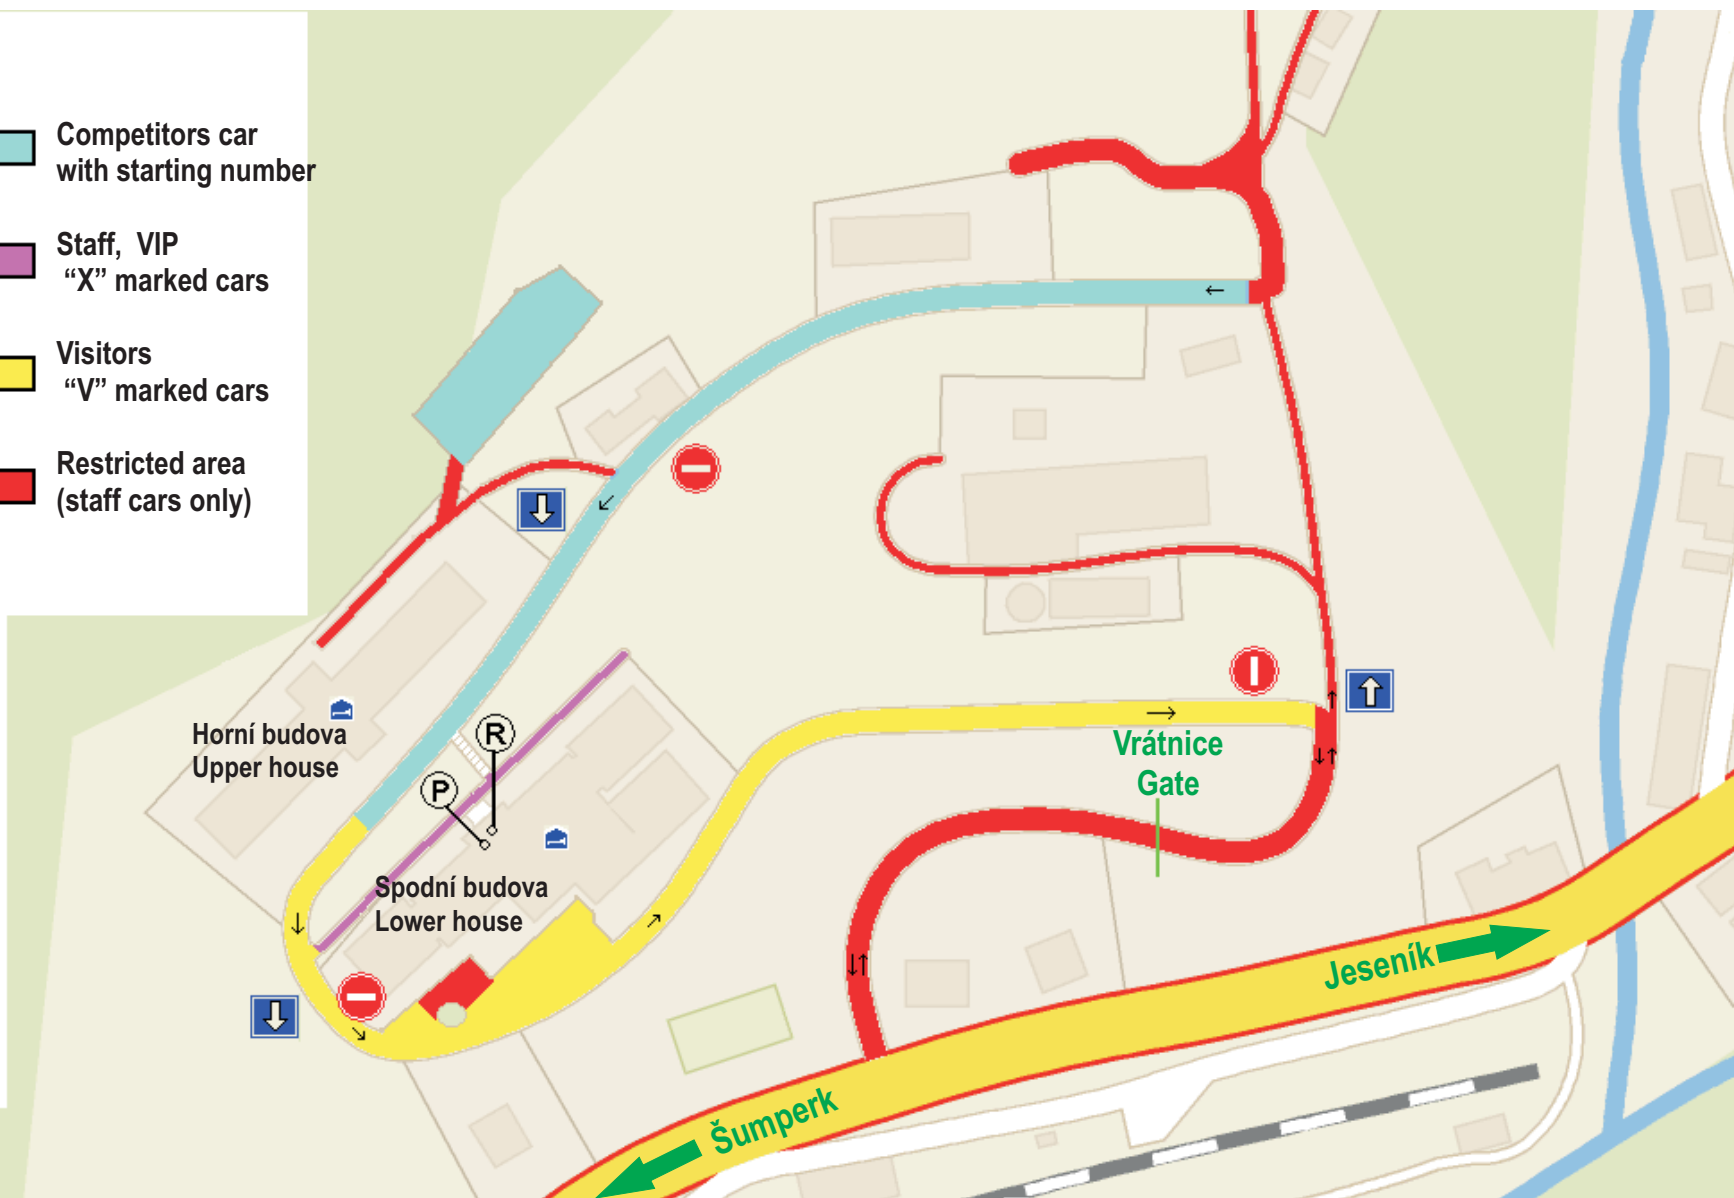 Competitors car
with starting number
Staff, VIP
“X” marked cars
Visitors
“V” marked cars
Restricted area
(staff cars only)
Horní budova
Upper house
R
P
Spodní budova
Lower house
Vrátnice
Gate
Jeseník
Šumperk